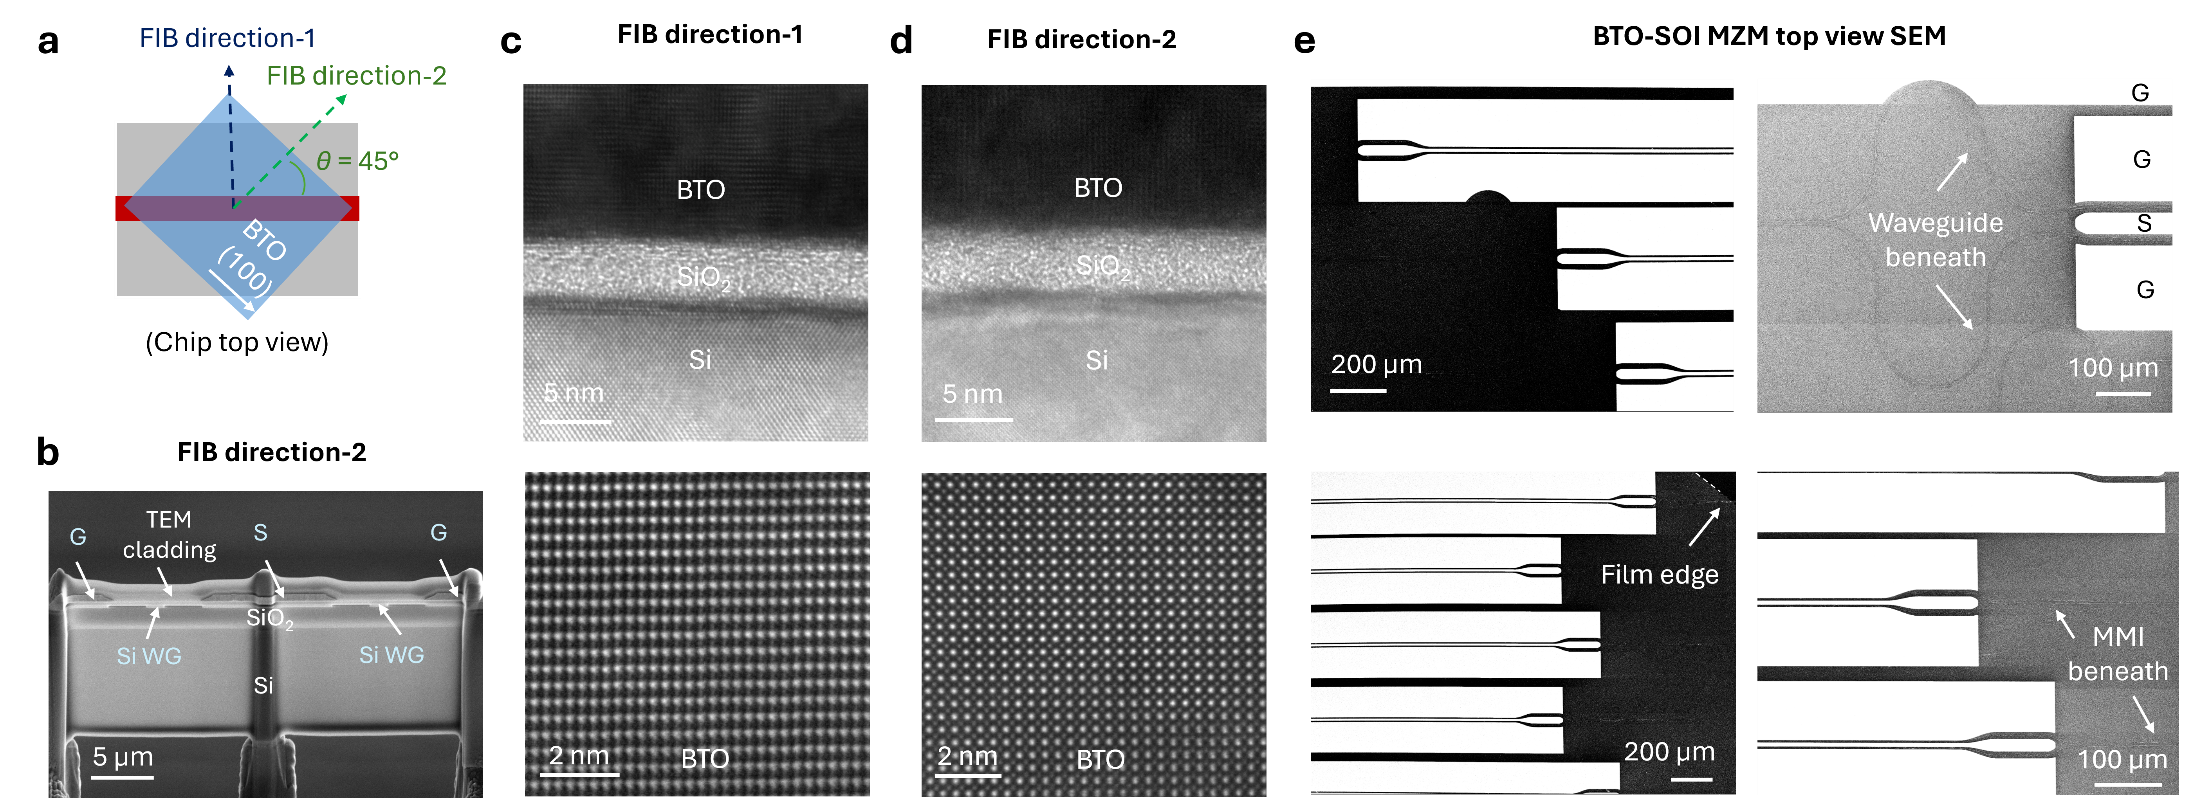 a
FIB direction-1
FIB direction-2
θ = 45°
BTO
(100)
(Chip top view)
b
FIB direction-2
G
TEM
cladding
S
G
SiO₂
Si WG
Si WG
Si
5 µm
c
FIB direction-1
BTO
SiO₂
Si
5 nm
2 nm
BTO
d
FIB direction-2
BTO
SiO₂
Si
5 nm
2 nm
BTO
e
BTO-SOI MZM top view SEM
200 µm
G
G
Waveguide
beneath
S
G
100 µm
Film edge
200 µm
MMI
beneath
100 µm